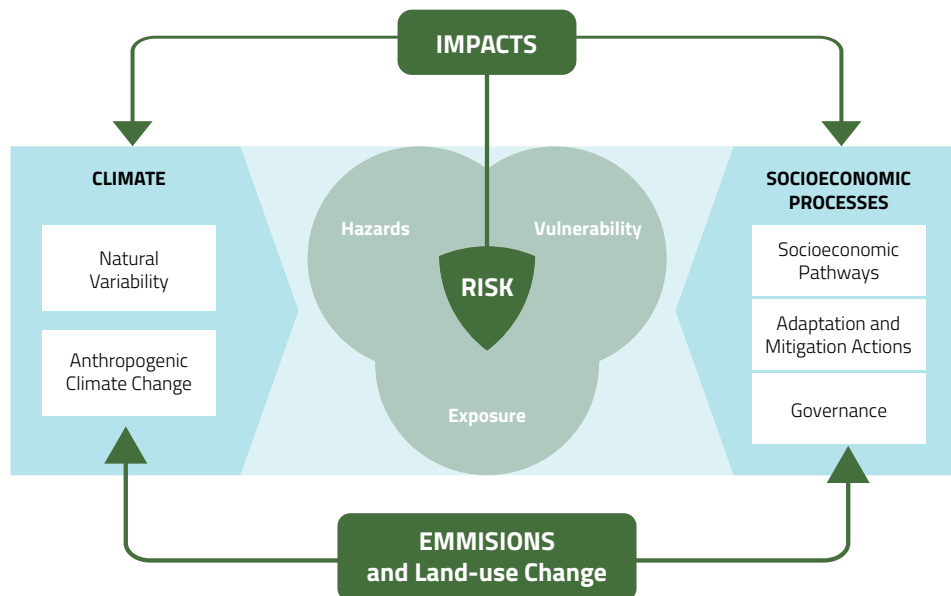 IMPACTS
CLIMATE
Natural
Variability
Anthropogenic
Climate Change
Hazards
Vulnerability
RISK
Exposure
SOCIOECONOMIC
PROCESSES
Socioeconomic
Pathways
Adaptation and
Mitigation Actions
Governance
EMMISIONS
and Land-use Change